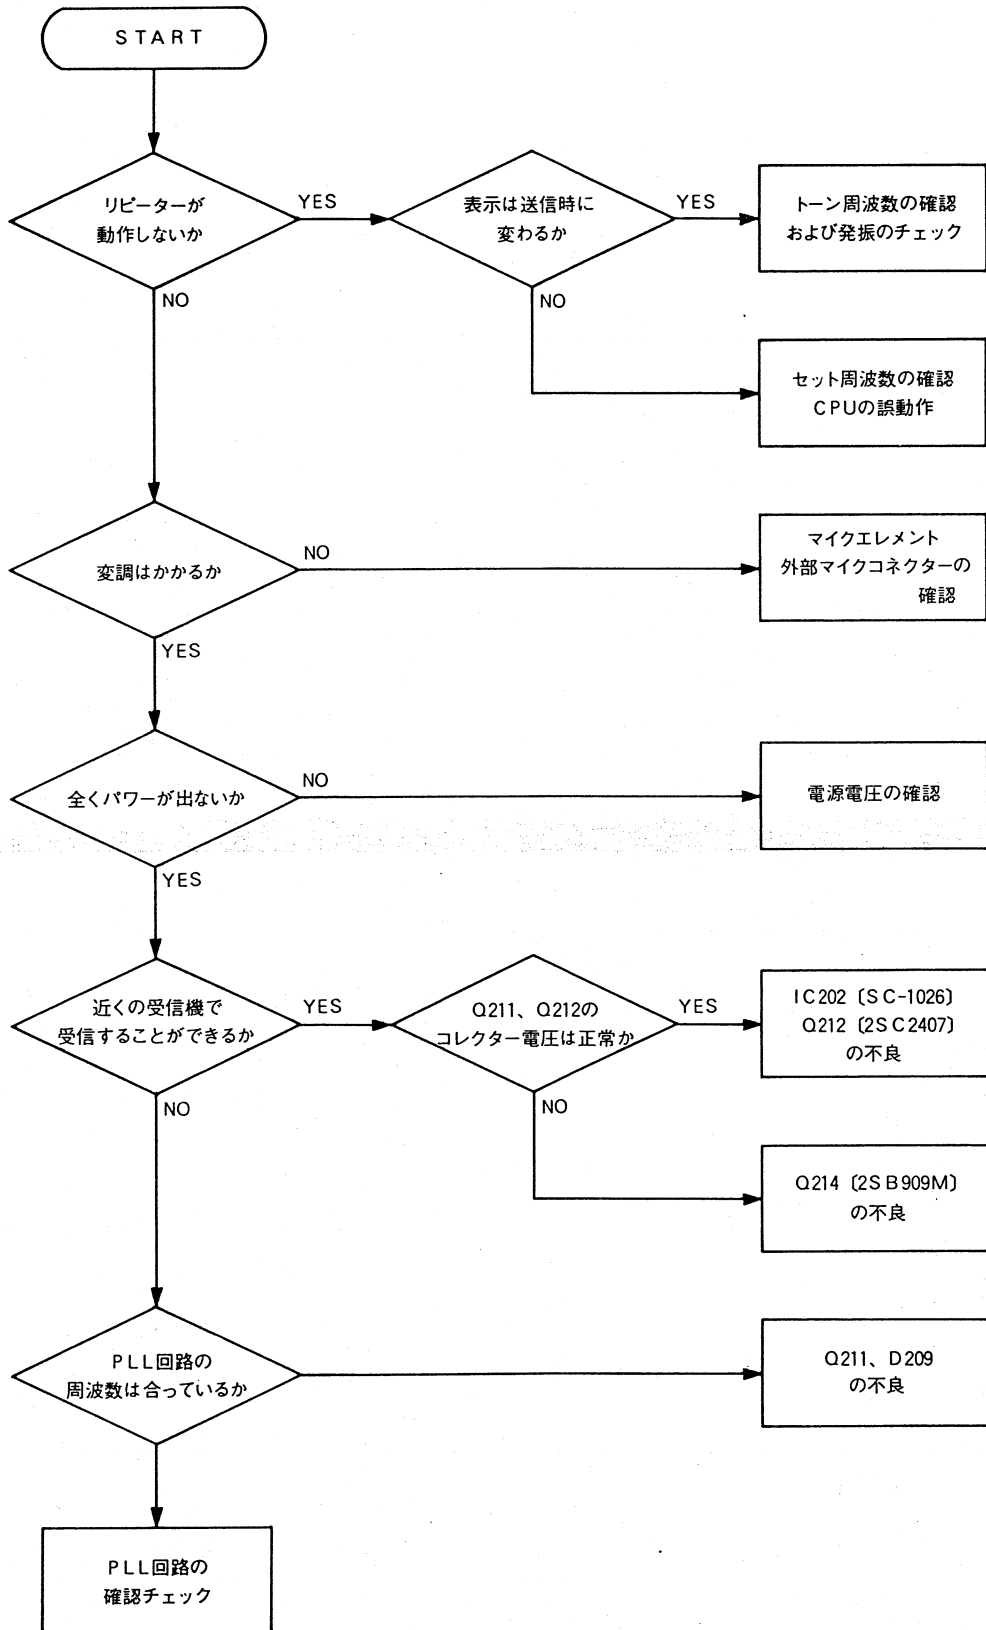 START
リピーターが
動作しないか
YES
NO
表示は送信時に
変わるか
YES
NO
トーン周波数の確認
および発振のチェック
セット周波数の確認
CPUの誤動作
変調はかかるか
NO
YES
マイクエレメント
外部マイクコネクターの
確認
全くパワーが出ないか
NO
YES
電源電圧の確認
近くの受信機で
受信することができるか
YES
NO
Q211、Q212の
コレクター電圧は正常か
YES
NO
IC202〔SC-1026〕
Q212〔2SC2407〕
の不良
Q214〔2SB909M〕
の不良
PLL回路の
周波数は合っているか
Q211、D209
の不良
PLL回路の
確認チェック